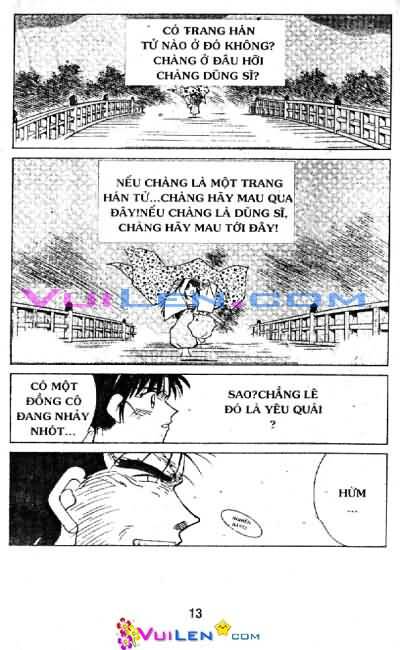 CÓ TRANG HÁN
TỬ NÀO Ở ĐÓ KHÔNG?
CHÀNG Ở ĐÂU HỠI
CHÀNG DŨNG SĨ?
NẾU CHÀNG LÀ MỘT TRANG
HÁN TỬ...CHÀNG HÃY MAU QUA
ĐÂY!NẾU CHÀNG LÀ DŨNG SĨ,
CHÀNG HÃY MAU TỚI ĐÂY!
VUILEN.COM
CÓ MỘT
ĐỒNG CÔ
ĐANG NHẢY
NHÓT...
SAO?CHẲNG LẼ
ĐÓ LÀ YÊU QUÁI
?
HỪM
...
13
VUILEN.COM